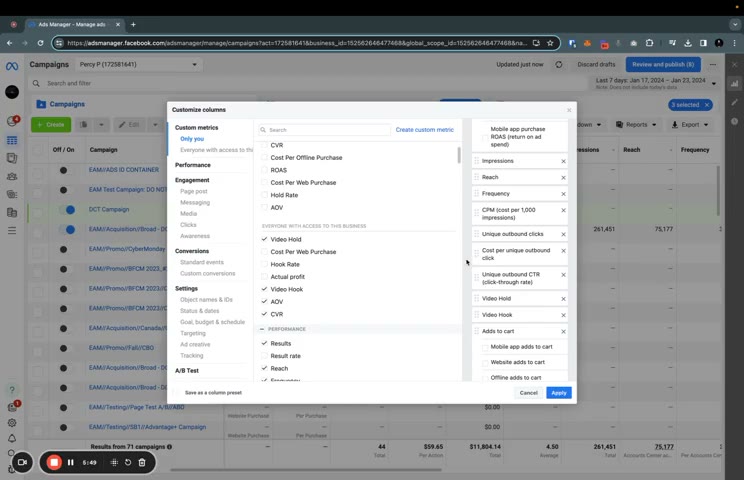 Ads Manager - Manage ads
https://adsmanager.facebook.com/adsmanager/manage/campaigns?act=172581641&business_id=1525626466477468&global_scope_id=1525626466477468&na...
Campaigns
Percy P (172581641)
Updated just now
Discard drafts
Review and publish (8)
Search and filter
Last 7 days: Jan 17, 2024 – Jan 23, 2024
Campaigns
3 selected
Create
Edit
Reports
Export
Off / On
Campaign
Impressions
Reach
Frequency
EAM//ADS ID CONTAINER
EAM Test Campaign: DO NOT
DCT Campaign
EAM//Acquisition//Broad - DC
261,451
75,177
EAM//Promo//CyberMonday
EAM//Promo//BFCM 2023_
EAM//Promo//BFCM 2023
EAM//Acquisition//Broad
EAM//Acquisition//Canada//
EAM//Promo//Fall//CBO
EAM//Acquisition//Broad
EAM//Acquisition//Broad - D
EAM//Testing//Page Test A//ABO
EAM//Testing//SB1//Advantage+ Campaign
Website Purchase
Per Purchase
$0.00
Website Purchase
Per Purchase
$0.00
Results from 71 campaigns
44
Total
$59.65
Per Action
$11,804.14
Total
4.50
Average
261,451
Total
75,177
Accounts Center ac...
Per Accounts C...
Customize columns
Custom metrics
Only you
Everyone with access to th
Performance
Engagement
Page post
Messaging
Media
Clicks
Awareness
Conversions
Standard events
Custom conversions
Settings
Object names & IDs
Status & dates
Goal, budget & schedule
Targeting
Ad creative
Tracking
A/B Test
Search
Create custom metric
CVR
Cost Per Offline Purchase
ROAS
Cost Per Web Purchase
Hold Rate
AOV
EVERYONE WITH ACCESS TO THIS BUSINESS
Video Hold
Cost Per Web Purchase
Hook Rate
Actual profit
Video Hook
AOV
CVR
PERFORMANCE
Results
Result rate
Reach
Frequency
Mobile app purchase
ROAS (return on ad
spend)
Impressions
Reach
Frequency
CPM (cost per 1,000
impressions)
Unique outbound clicks
Cost per unique outbound
click
Unique outbound CTR
(click-through rate)
Video Hold
Video Hook
Adds to cart
Mobile app adds to cart
Website adds to cart
Offline adds to cart
Save as a column preset
Cancel
Apply
5:49